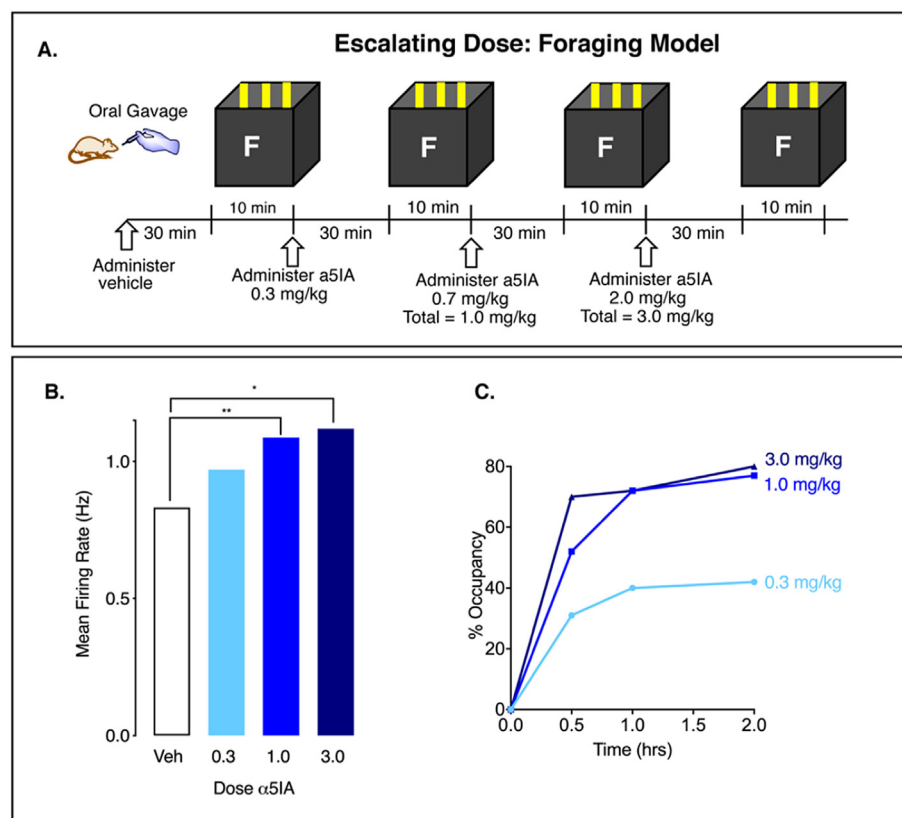 A.
Escalating Dose: Foraging Model
Oral Gavage
F F F F
10 min 10 min 10 min 10 min
30 min 30 min 30 min 30 min
Administer
vehicle
Administer a5IA
0.3 mg/kg
Administer a5IA
0.7 mg/kg
Total = 1.0 mg/kg
Administer a5IA
2.0 mg/kg
Total = 3.0 mg/kg
B.
*
**
1.0
0.5
0.0
Mean Firing Rate (Hz)
Veh 0.3 1.0 3.0
Dose α5IA
C.
80
60
40
20
0
% Occupancy
3.0 mg/kg
1.0 mg/kg
0.3 mg/kg
0.0 0.5 1.0 1.5 2.0
Time (hrs)